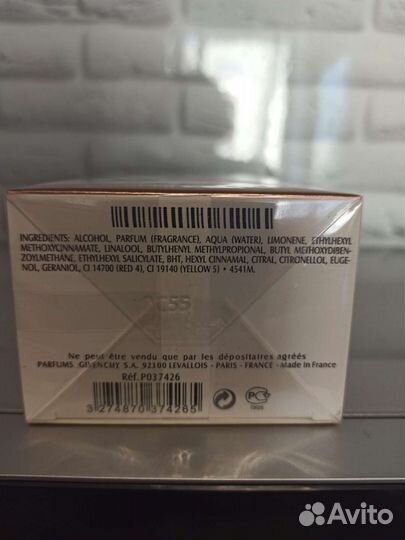 INGREDIENTS: ALCOHOL, PARFUM (FRAGRANCE), AQUA (WATER), LIMONENE, ETHYLHEXYL
METHOXYCINNAMATE, LINALOOL, BUTYLHENYL METHYLPROPIONAL, BUTYL METHOXYDIBEN-
ZOYLMETHANE, ETHYLHEXYL SALICYLATE, BHT, HEXYL CINNAMAL, CITRAL, CITRONELLOL, EUGE-
NOL, GERANIOL, CI 14700 (RED 4), CI 19140 (YELLOW 5) • 4541M.
Ne peut être vendu que par les dépositaires agréés
PARFUMS GIVENCHY S.A. 92300 LEVALLOIS - PARIS - FRANCE - Made in France
Réf.P037426
3 274870 374265
Avito